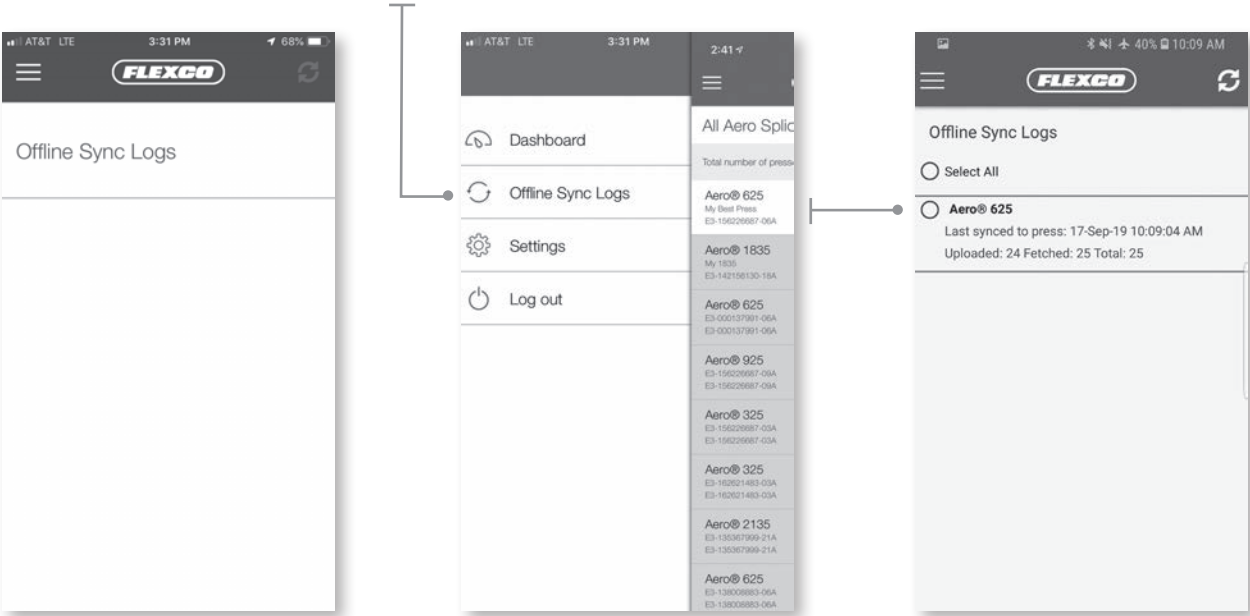 AT&T LTE 3:31 PM 68%
FLEXCO
Offline Sync Logs
AT&T LTE 3:31 PM
Dashboard
Offline Sync Logs
Settings
Log out
2:41
All Aero Splic
Total number of press
Aero® 625
My Best Press
E3-156226687-06A
Aero® 1835
My 1835
E3-142156130-18A
Aero® 625
E3-000137991-06A
E3-000137991-06A
Aero® 925
E3-156226687-09A
E3-156226687-09A
Aero® 325
E3-156226687-03A
E3-156226687-03A
Aero® 325
E3-162621483-03A
E3-162621483-03A
Aero® 2135
E3-135367999-21A
E3-135367999-21A
Aero® 625
E3-138008883-06A
E3-138008883-06A
40% 10:09 AM
FLEXCO
Offline Sync Logs
Select All
Aero® 625
Last synced to press: 17-Sep-19 10:09:04 AM
Uploaded: 24 Fetched: 25 Total: 25